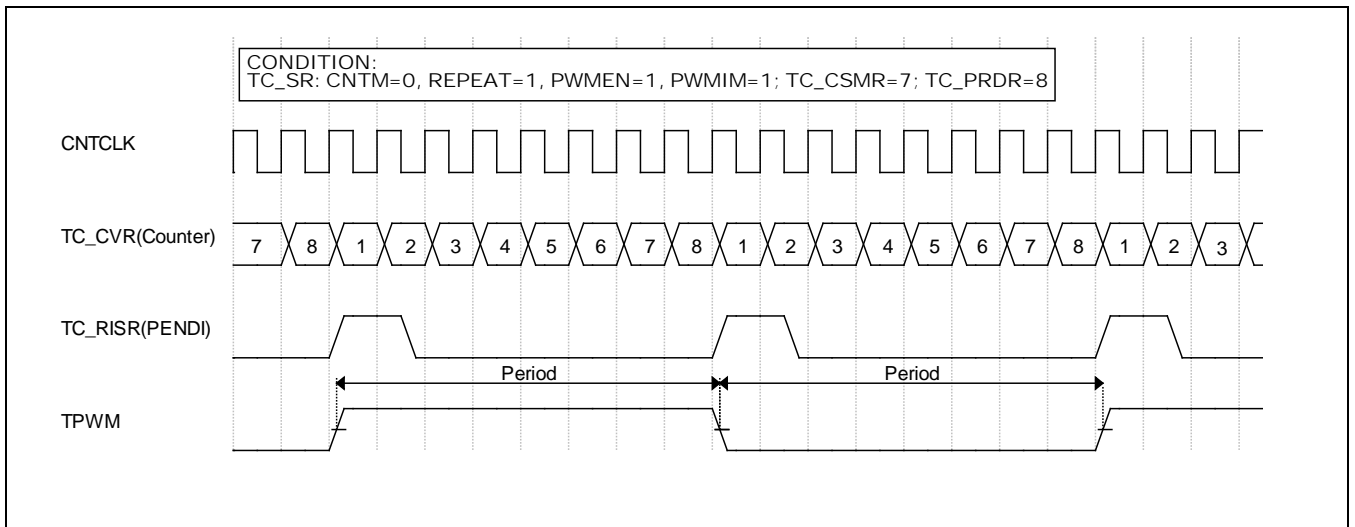 CONDITION:
TC_SR: CNTM=0, REPEAT=1, PWMEN=1, PWMIM=1; TC_CSMR=7; TC_PRDR=8
CNTCLK
TC_CVR(Counter) 7 8 1 2 3 4 5 6 7 8 1 2 3 4 5 6 7 8 1 2 3
TC_RISR(PENDI)
Period Period
TPWM